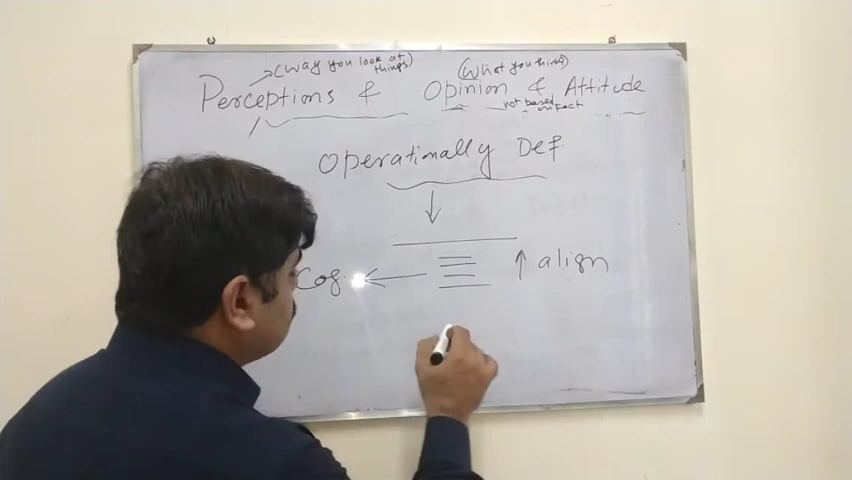 (way you look at
things)
(What you think)
Perceptions & Opinion & Attitude
not based
on fact
Operationally Def.
Cog.
align